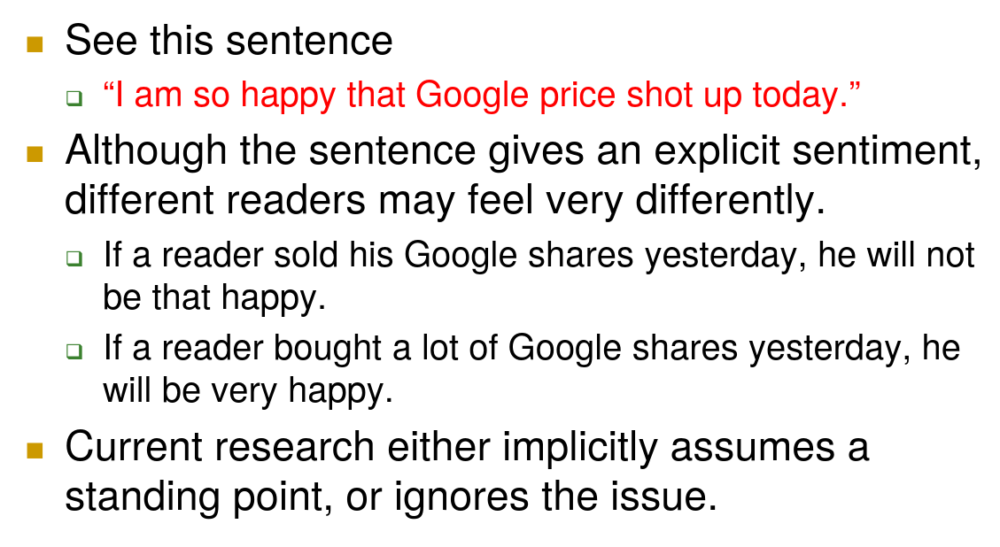 See this sentence
“I am so happy that Google price shot up today.”
Although the sentence gives an explicit sentiment,
different readers may feel very differently.
If a reader sold his Google shares yesterday, he will not
be that happy.
If a reader bought a lot of Google shares yesterday, he
will be very happy.
Current research either implicitly assumes a
standing point, or ignores the issue.